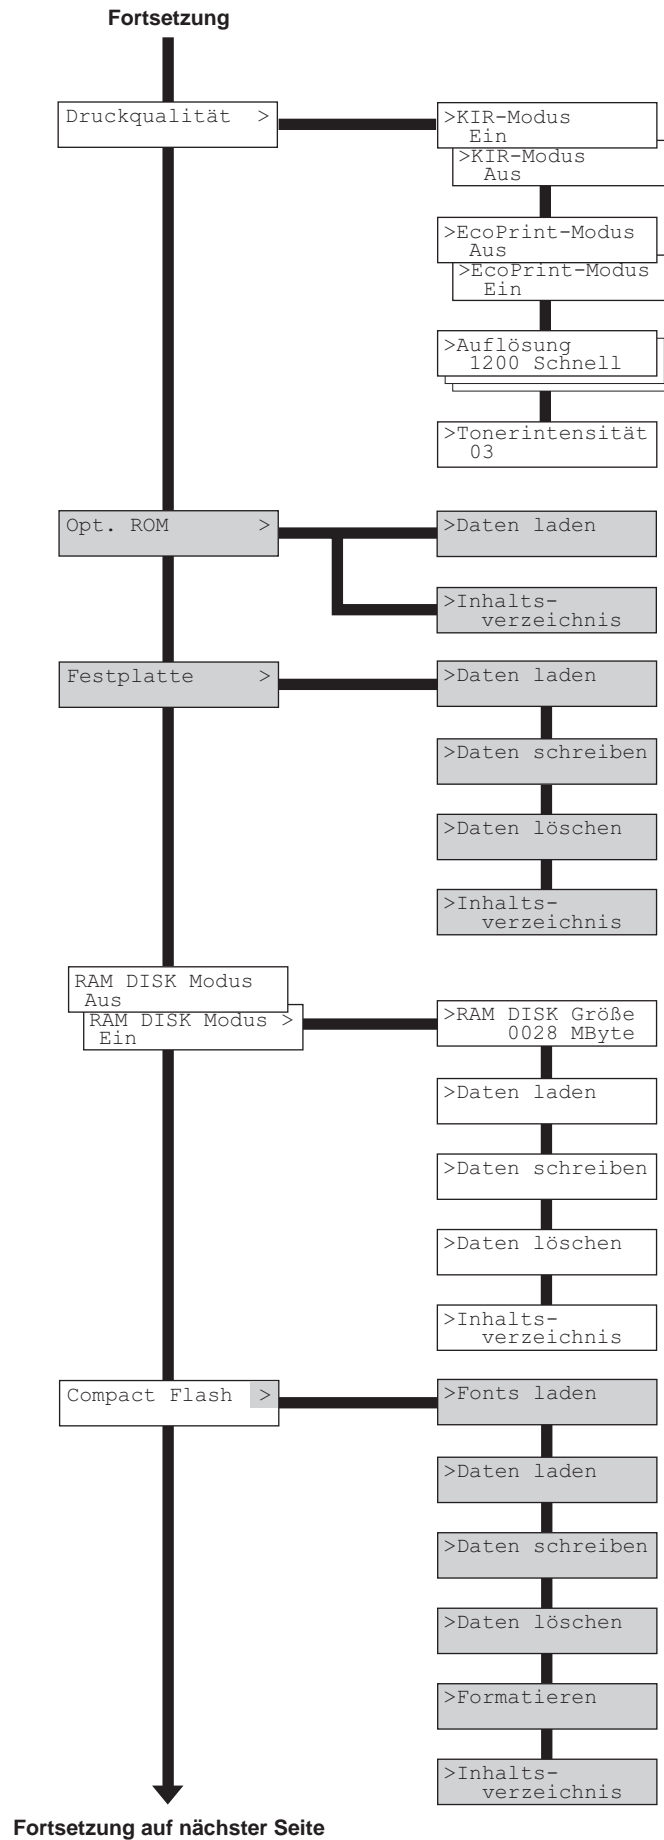 Fortsetzung
Druckqualität >
>KIR-Modus
Ein
>KIR-Modus
Aus
>EcoPrint-Modus
Aus
>EcoPrint-Modus
Ein
>Auflösung
1200 Schnell
>Tonerintensität
03
Opt. ROM >
>Daten laden
>Inhalts-
verzeichnis
Festplatte >
>Daten laden
>Daten schreiben
>Daten löschen
>Inhalts-
verzeichnis
RAM DISK Modus
Aus
RAM DISK Modus >
Ein
>RAM DISK Größe
0028 MByte
>Daten laden
>Daten schreiben
>Daten löschen
>Inhalts-
verzeichnis
Compact Flash >
>Fonts laden
>Daten laden
>Daten schreiben
>Daten löschen
>Formatieren
>Inhalts-
verzeichnis
Fortsetzung auf nächster Seite